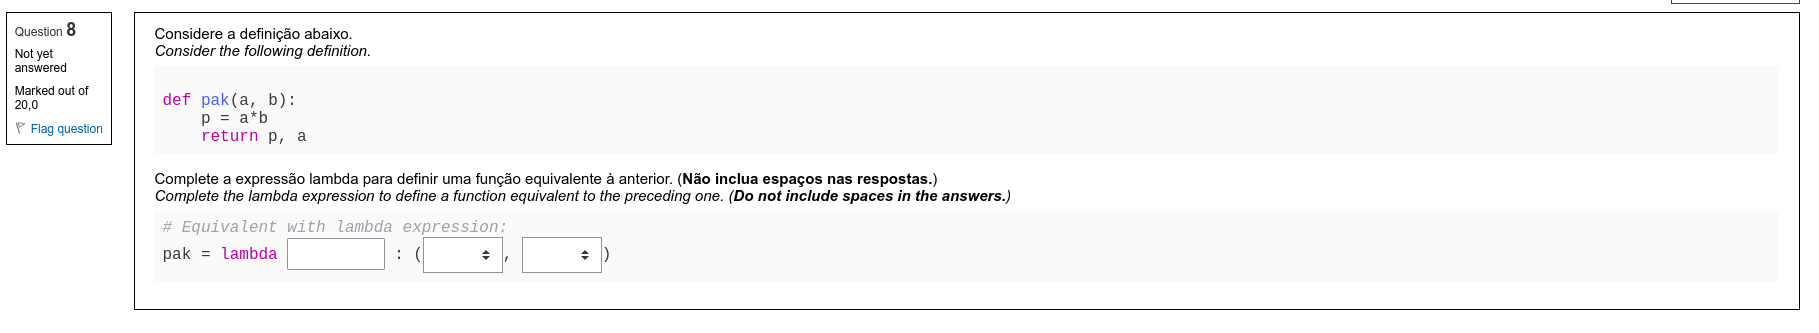 Question 8
Not yet
answered
Marked out of
20,0
Flag question
Considere a definição abaixo.
Consider the following definition.
def pak(a, b):
    p = a*b
    return p, a
Complete a expressão lambda para definir uma função equivalente à anterior. (Não inclua espaços nas respostas.)
Complete the lambda expression to define a function equivalent to the preceding one. (Do not include spaces in the answers.)
# Equivalent with lambda expression:
pak = lambda : ( , )